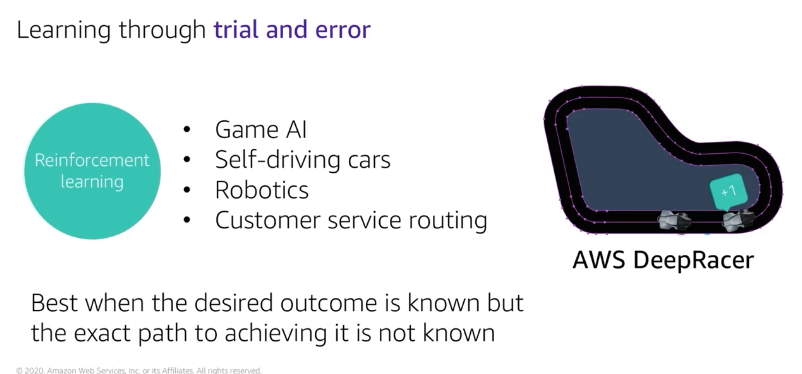 Learning through trial and error
Reinforcement
learning
• Game AI
• Self-driving cars
• Robotics
• Customer service routing
+1
AWS DeepRacer
Best when the desired outcome is known but
the exact path to achieving it is not known
© 2020, Amazon Web Services, Inc. or its Affiliates. All rights reserved.